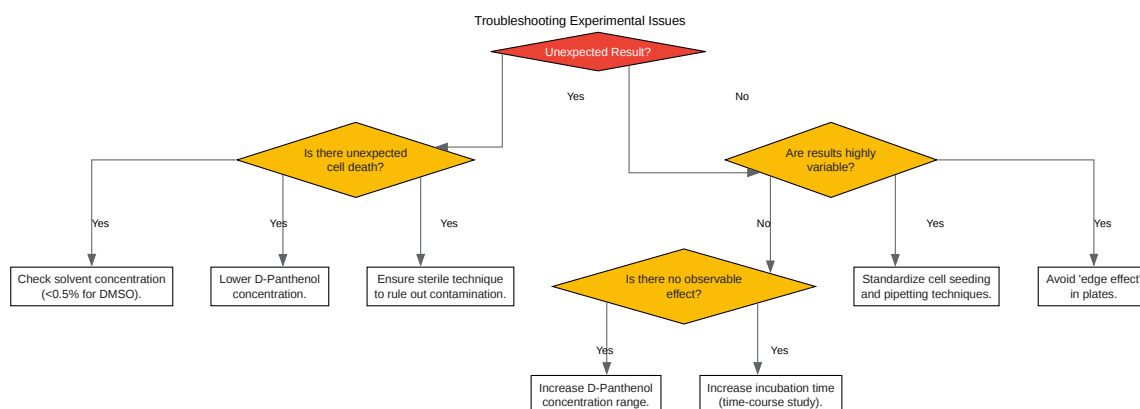 Troubleshooting Experimental Issues
Unexpected Result?
Yes
No
Is there unexpected
cell death?
Are results highly
variable?
Yes
Yes
Yes
No
Yes
Yes
Check solvent concentration
(<0.5% for DMSO).
Lower D-Panthenol
concentration.
Ensure sterile technique
to rule out contamination.
Is there no observable
effect?
Standardize cell seeding
and pipetting techniques.
Avoid 'edge effect'
in plates.
Yes
Yes
Increase D-Panthenol
concentration range.
Increase incubation time
(time-course study).